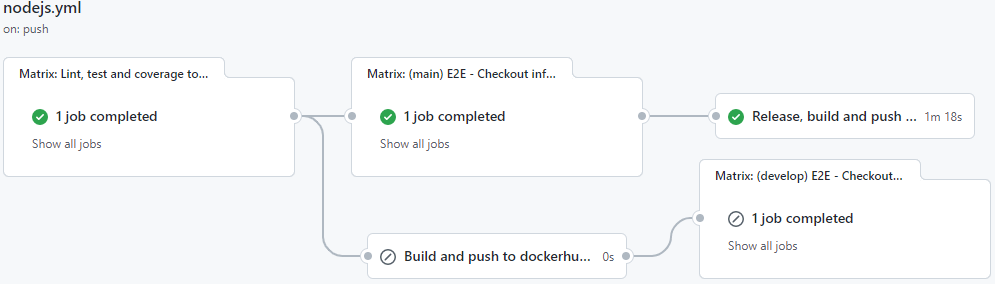 nodejs.yml
on: push
Matrix: Lint, test and coverage to...
1 job completed
Show all jobs
Matrix: (main) E2E - Checkout inf...
1 job completed
Show all jobs
Release, build and push ... 1m 18s
Build and push to dockerhu... 0s
Matrix: (develop) E2E - Checkout...
1 job completed
Show all jobs